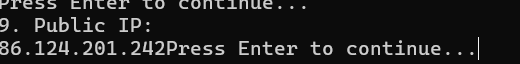 Press Enter to continue...
9. Public IP:
86.124.201.242Press Enter to continue...